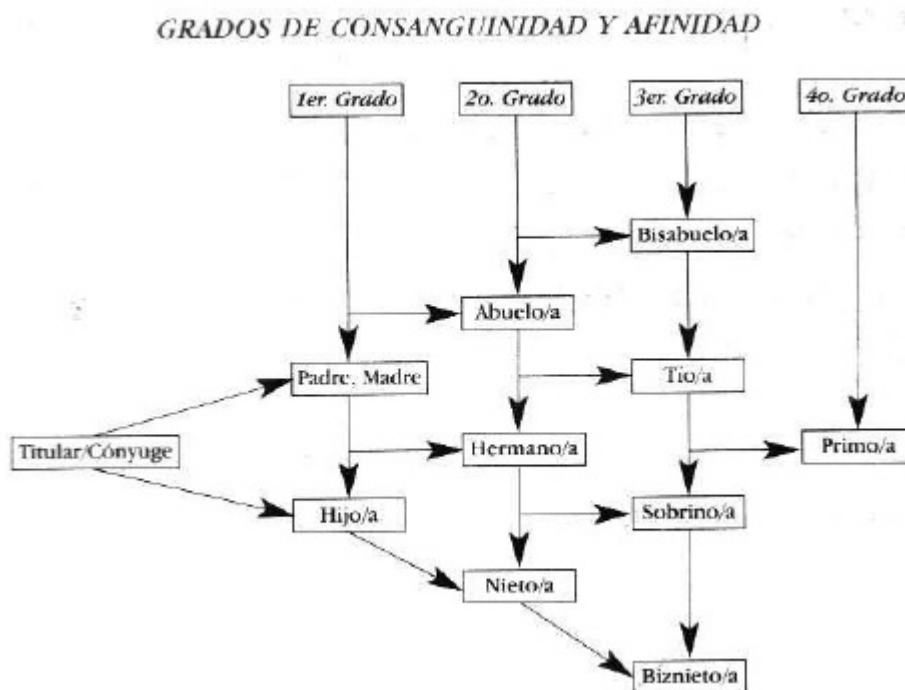 GRADOS DE CONSANGUINIDAD Y AFINIDAD
1er. Grado
2o. Grado
3er. Grado
4o. Grado
Bisabuelo/a
Abuelo/a
Padre, Madre
Tío/a
Titular/Cónyuge
Hermano/a
Primo/a
Hijo/a
Sobrino/a
Nieto/a
Biznieto/a